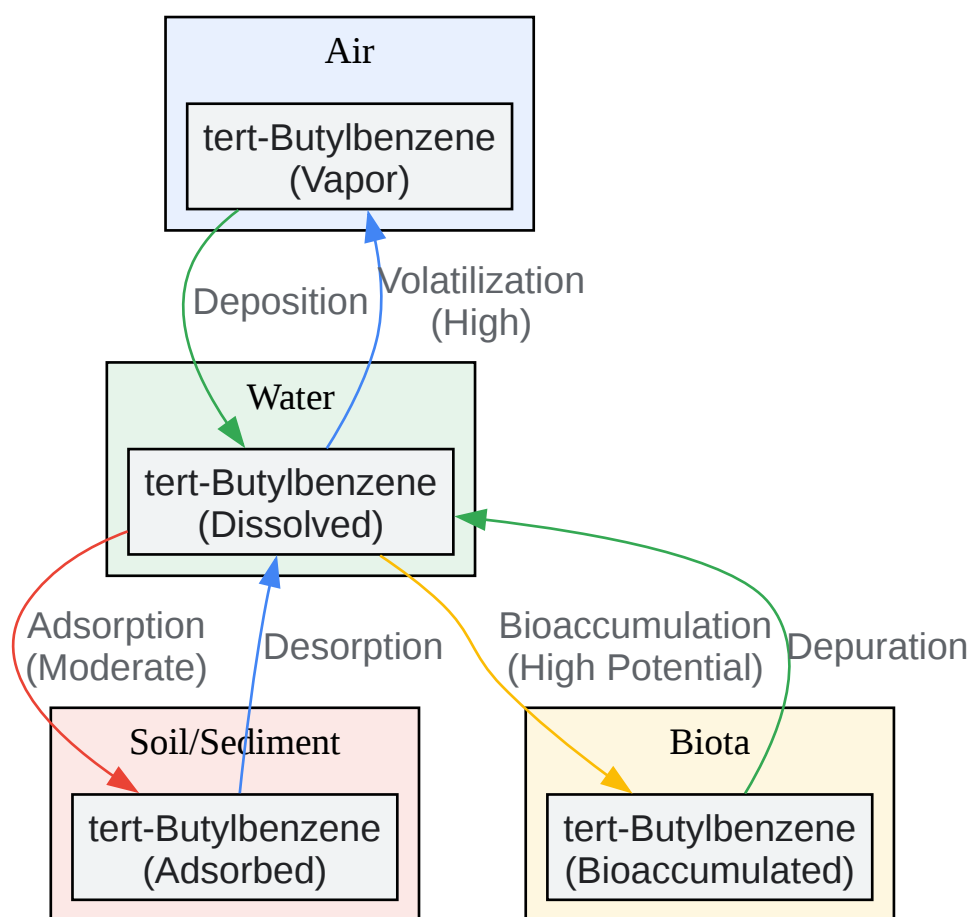 Air
tert-Butylbenzene
(Vapor)
Deposition
Volatilization
(High)
Water
tert-Butylbenzene
(Dissolved)
Adsorption
(Moderate)
Desorption
Bioaccumulation
(High Potential)
Depuration
Soil/Sediment
tert-Butylbenzene
(Adsorbed)
Biota
tert-Butylbenzene
(Bioaccumulated)